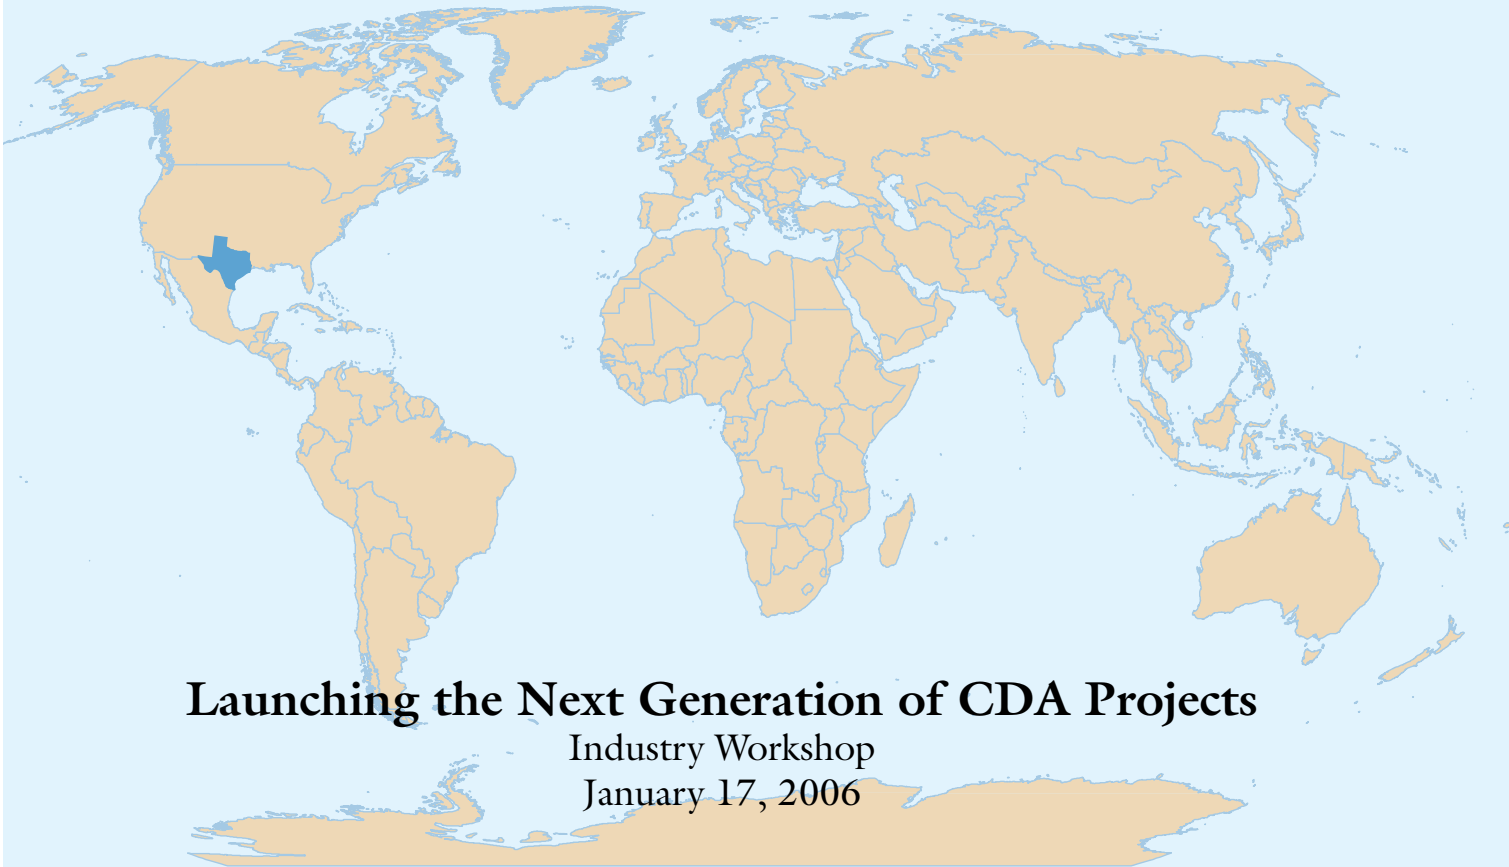 Launching the Next Generation of CDA Projects
Industry Workshop
January 17, 2006